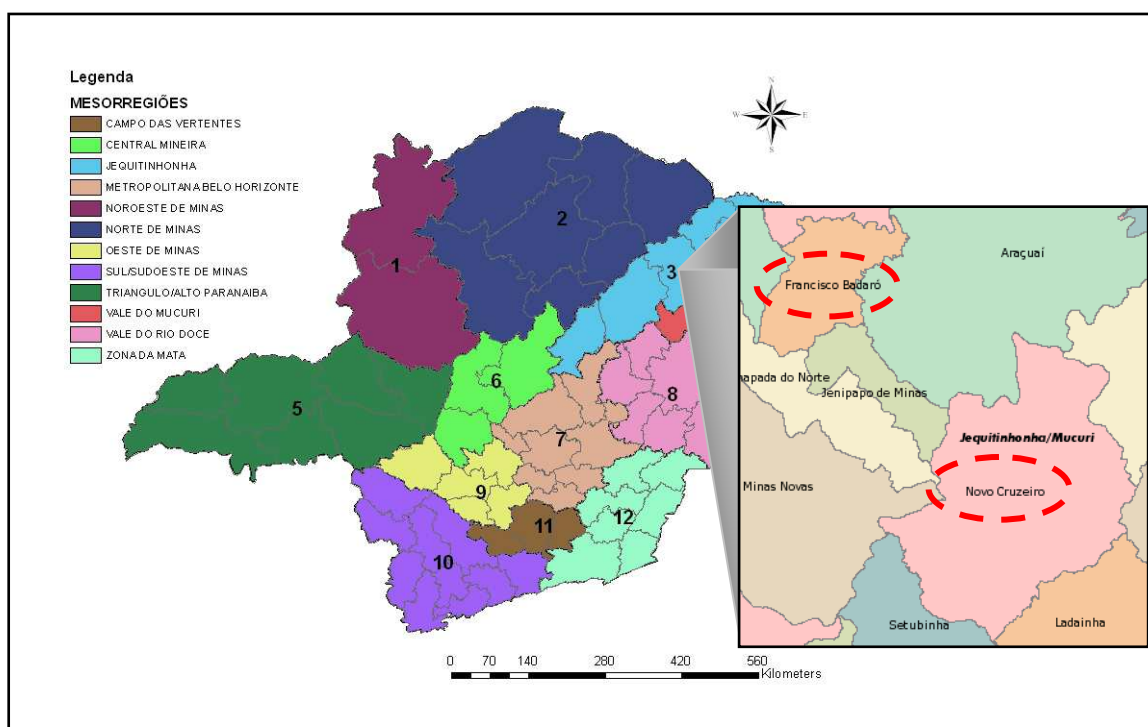 Legenda
MESORREGIÕES
CAMPO DAS VERTENTES
CENTRAL MINEIRA
JEQUITINHONHA
METROPOLITANA BELO HORIZONTE
NOROESTE DE MINAS
NORTE DE MINAS
OESTE DE MINAS
SUL/SUDOESTE DE MINAS
TRIANGULO/ALTO PARANAIBA
VALE DO MUCURI
VALE DO RIO DOCE
ZONA DA MATA
N
W E
S
1
2
3
5
6
7
8
9
10
11
12
Araçuaí
Francisco Badaró
apada do Norte
Jenipapo de Minas
Jequitinhonha/Mucuri
Minas Novas
Novo Cruzeiro
Setubinha
Ladainha
0 70 140 280 420 560
Kilometers